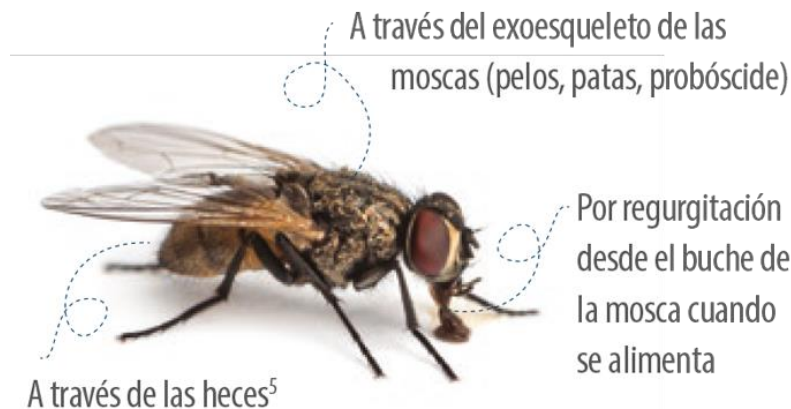 A través del exoesqueleto de las
moscas (pelos, patas, probóscide)
Por regurgitación
desde el buche de
la mosca cuando
se alimenta
A través de las heces⁵